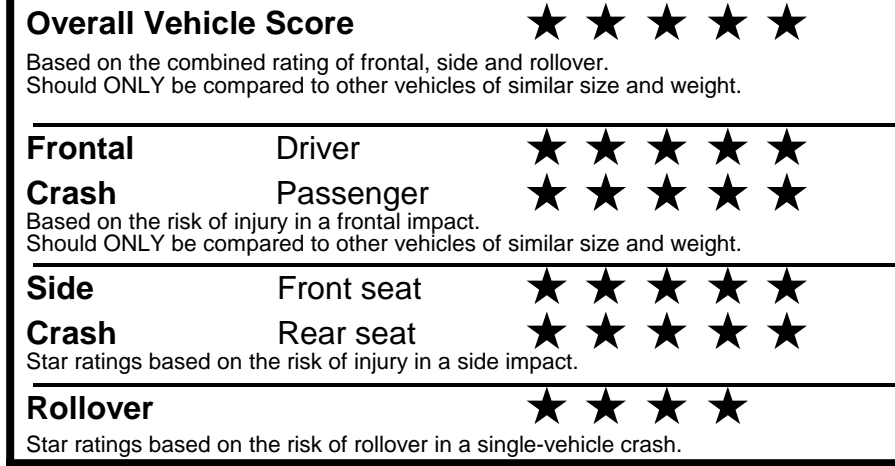 Overall Vehicle Score ★ ★ ★ ★ ★
Based on the combined rating of frontal, side and rollover.
Should ONLY be compared to other vehicles of similar size and weight.
Frontal Driver ★ ★ ★ ★ ★
Crash Passenger ★ ★ ★ ★ ★
Based on the risk of injury in a frontal impact.
Should ONLY be compared to other vehicles of similar size and weight.
Side Front seat ★ ★ ★ ★ ★
Crash Rear seat ★ ★ ★ ★ ★
Star ratings based on the risk of injury in a side impact.
Rollover ★ ★ ★ ★
Star ratings based on the risk of rollover in a single-vehicle crash.